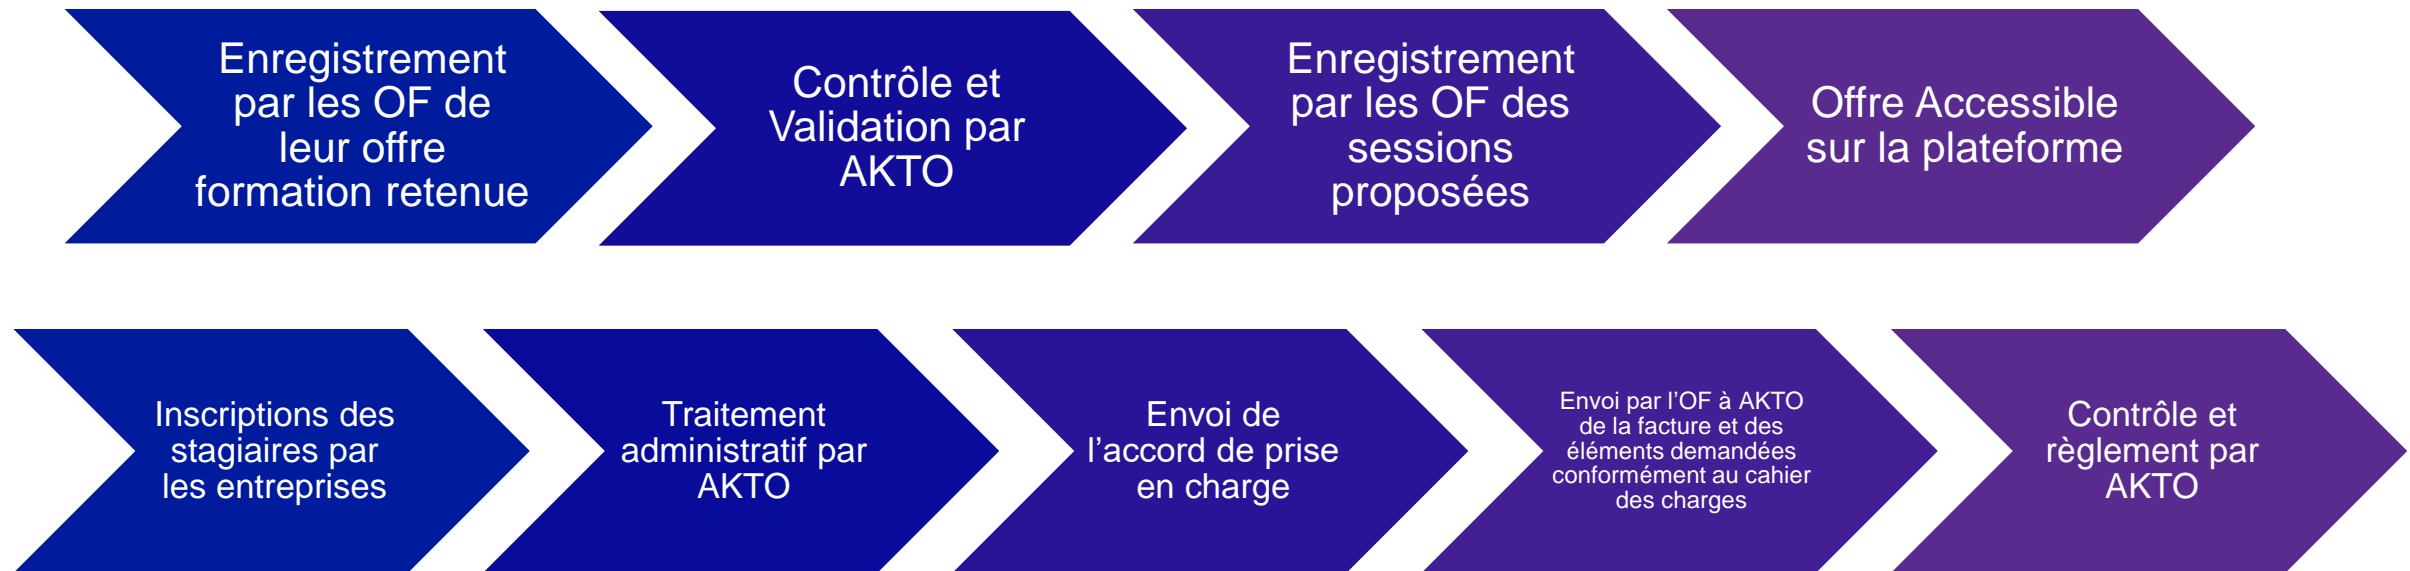 Enregistrement
par les OF de
leur offre
formation retenue
Contrôle et
Validation par
AKTO
Enregistrement
par les OF des
sessions
proposées
Offre Accessible
sur la plateforme
Inscriptions des
stagiaires par
les entreprises
Traitement
administratif par
AKTO
Envoi de
l’accord de prise
en charge
Envoi par l’OF à AKTO
de la facture et des
éléments demandées
conformément au cahier
des charges
Contrôle et
règlement par
AKTO